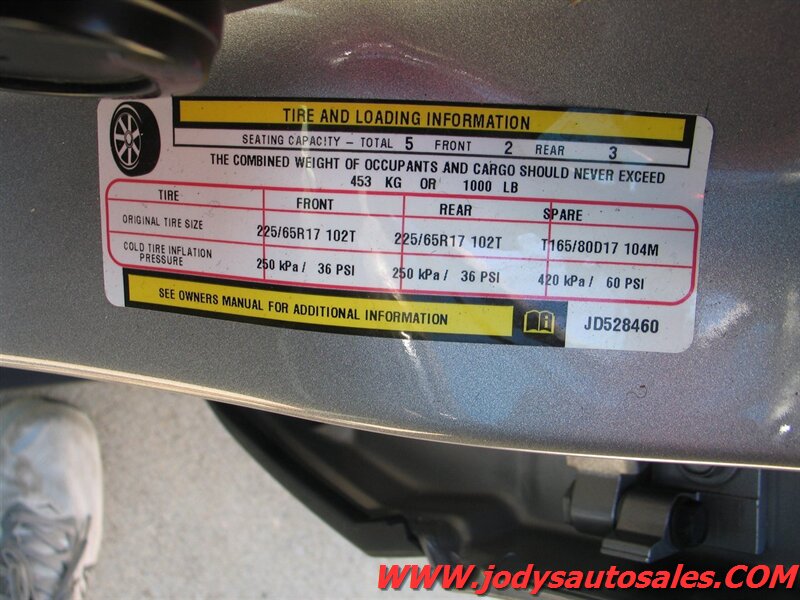 TIRE AND LOADING INFORMATION
SEATING CAPACITY – TOTAL 5 FRONT 2 REAR 3
THE COMBINED WEIGHT OF OCCUPANTS AND CARGO SHOULD NEVER EXCEED
453 KG OR 1000 LB
TIRE FRONT REAR SPARE
ORIGINAL TIRE SIZE 225/65R17 102T 225/65R17 102T T165/80D17 104M
COLD TIRE INFLATION
PRESSURE 250 kPa / 36 PSI 250 kPa / 36 PSI 420 kPa / 60 PSI
SEE OWNERS MANUAL FOR ADDITIONAL INFORMATION
JD528460
WWW.jodysautosales.COM